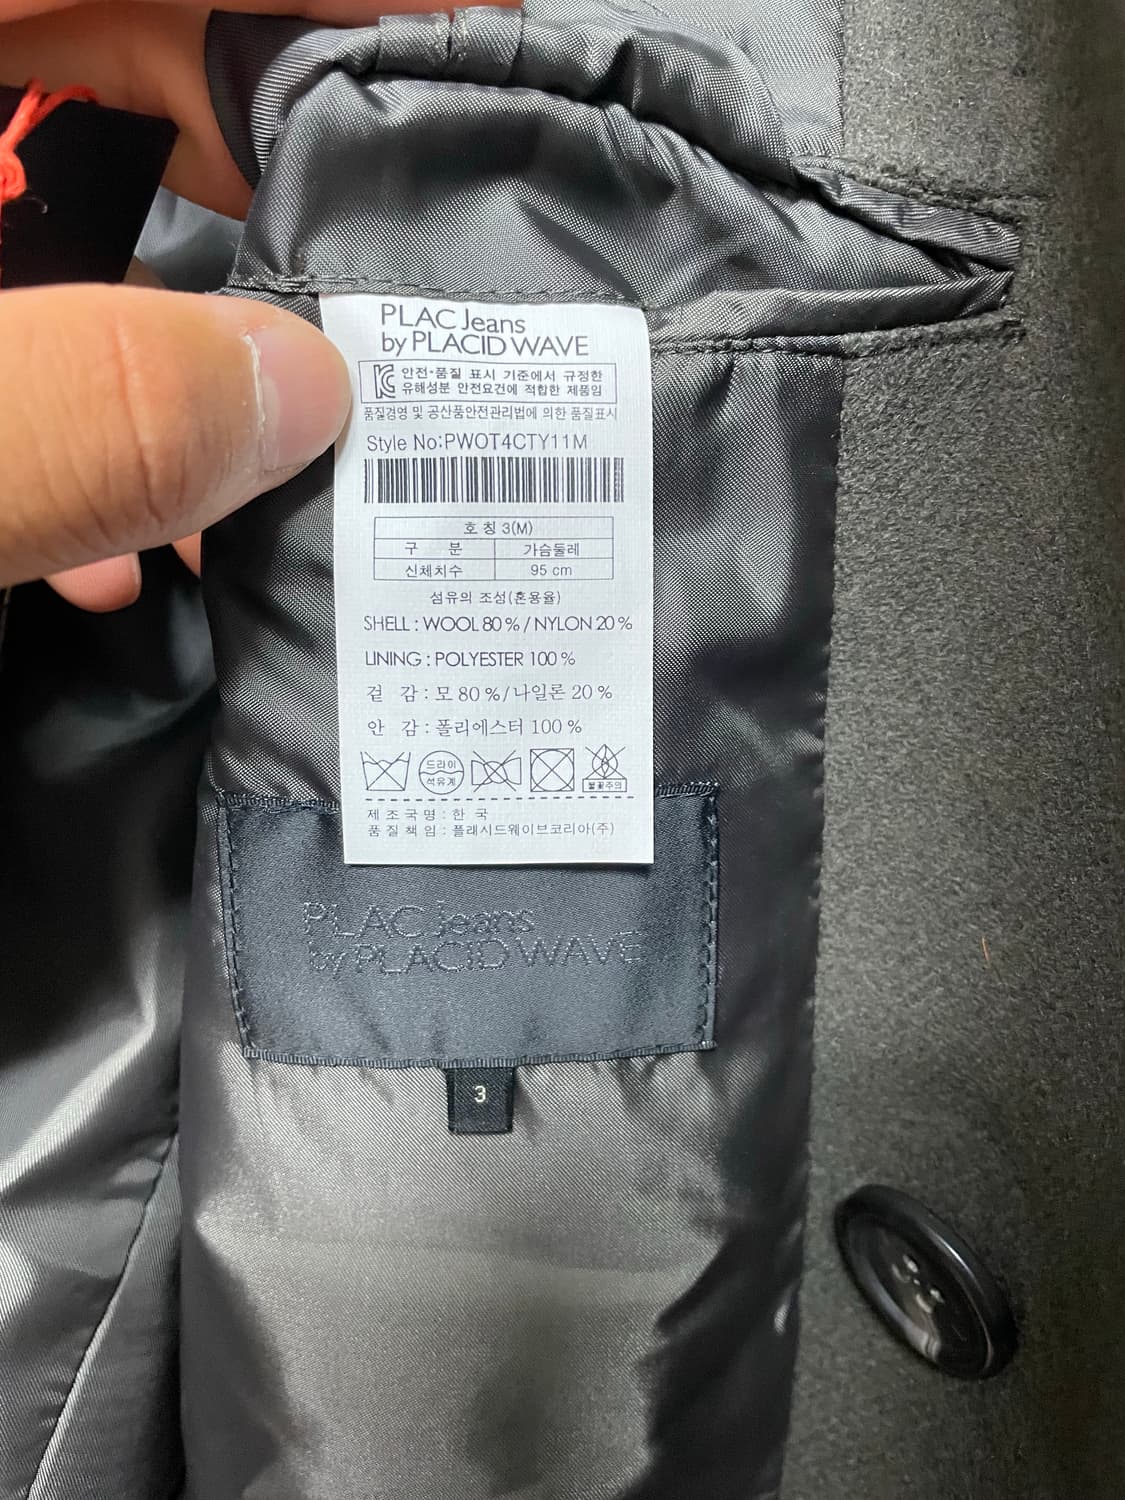 PLAC Jeans
by PLACID WAVE
안전·품질 표시 기준에서 규정한
유해성분 안전요건에 적합한 제품임
품질경영 및 공산품안전관리법에 의한 품질표시
Style No:PWOT4CTY11M
호 칭 3(M)
구 분 가슴둘레
신체치수 95 cm
섬유의 조성(혼용율)
SHELL : WOOL 80 % / NYLON 20 %
LINING : POLYESTER 100 %
겉 감 : 모 80 % / 나일론 20 %
안 감 : 폴리에스터 100 %
드라이
석유계
불꽃주의
제 조 국 명 : 한 국
품 질 책 임 : 플래시드웨이브코리아(주)
PLAC Jeans
by PLACID WAVE
3